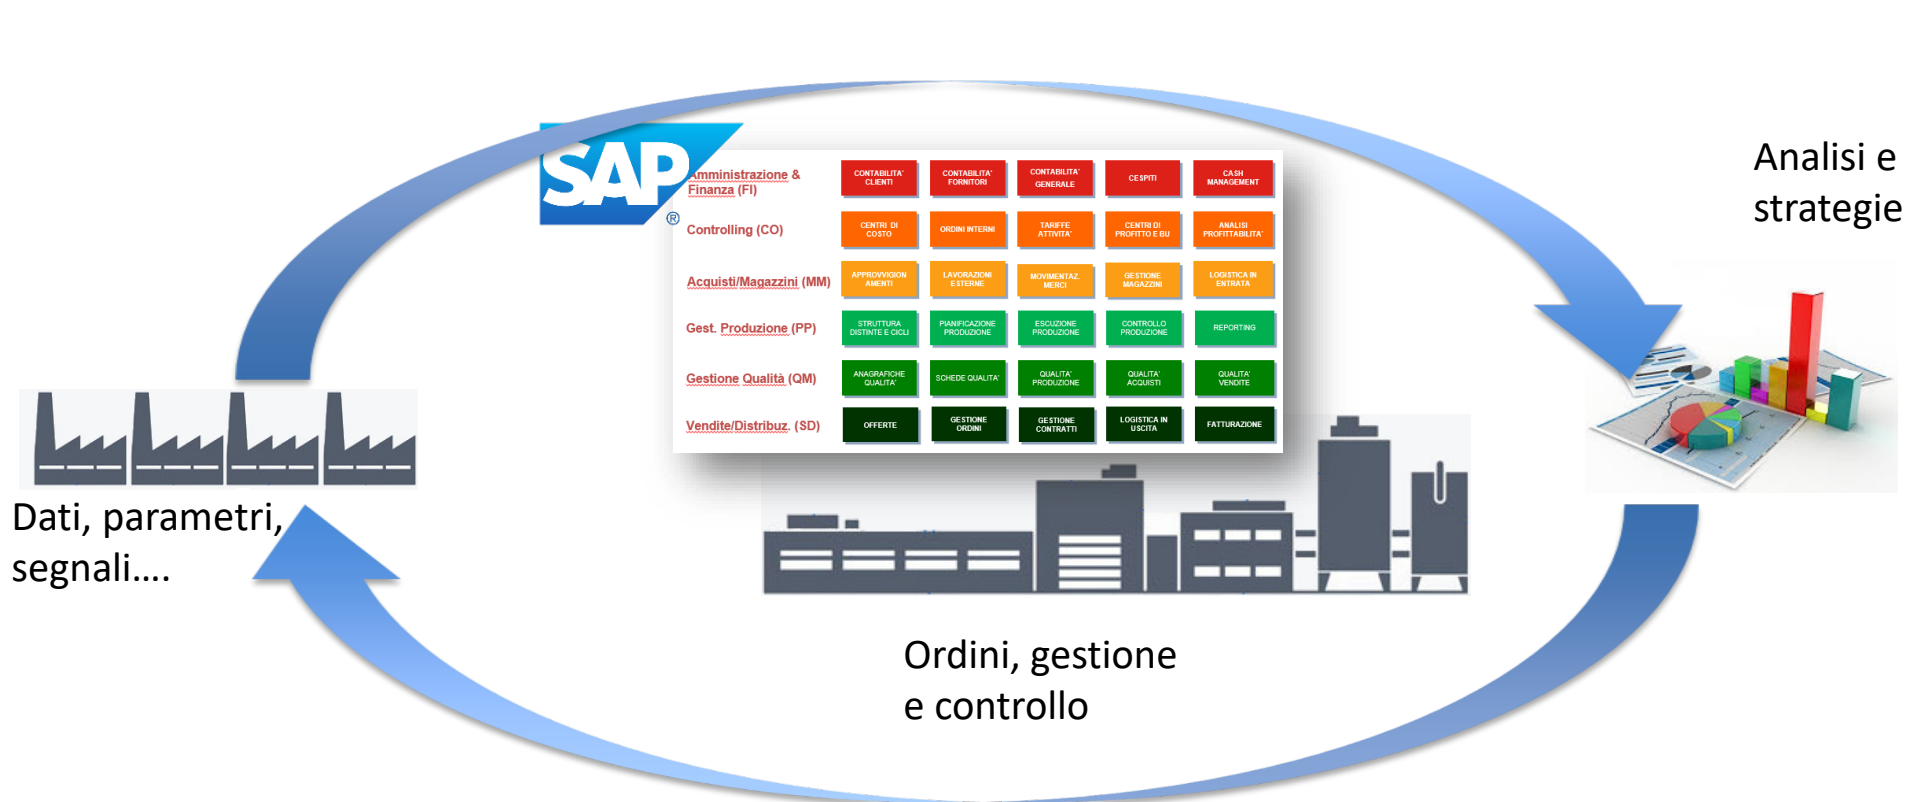 SAP
®
Amministrazione &
Finanza (FI)
CONTABILITA'
CLIENTI
CONTABILITA'
FORNITORI
CONTABILITA'
GENERALE
CESPITI
CASH
MANAGEMENT
Controlling (CO)
CENTRI DI
COSTO
ORDINI INTERNI
TARIFFE
ATTIVITA'
CENTRI DI
PROFITTO E BU
ANALISI
PROFITTABILITA'
Acquisti/Magazzini (MM)
APPROVVIGION
AMENTI
LAVORAZIONI
ESTERNE
MOVIMENTAZ.
MERCI
GESTIONE
MAGAZZINI
LOGISTICA IN
ENTRATA
Gest. Produzione (PP)
STRUTTURA
DISTINTE E CICLI
PIANIFICAZIONE
PRODUZIONE
ESCUZIONE
PRODUZIONE
CONTROLLO
PRODUZIONE
REPORTING
Gestione Qualità (QM)
ANAGRAFICHE
QUALITA'
SCHEDE QUALITA'
QUALITA'
PRODUZIONE
QUALITA'
ACQUISTI
QUALITA'
VENDITE
Vendite/Distribuz. (SD)
OFFERTE
GESTIONE
ORDINI
GESTIONE
CONTRATTI
LOGISTICA IN
USCITA
FATTURAZIONE
Analisi e
strategie
Dati, parametri,
segnali....
Ordini, gestione
e controllo